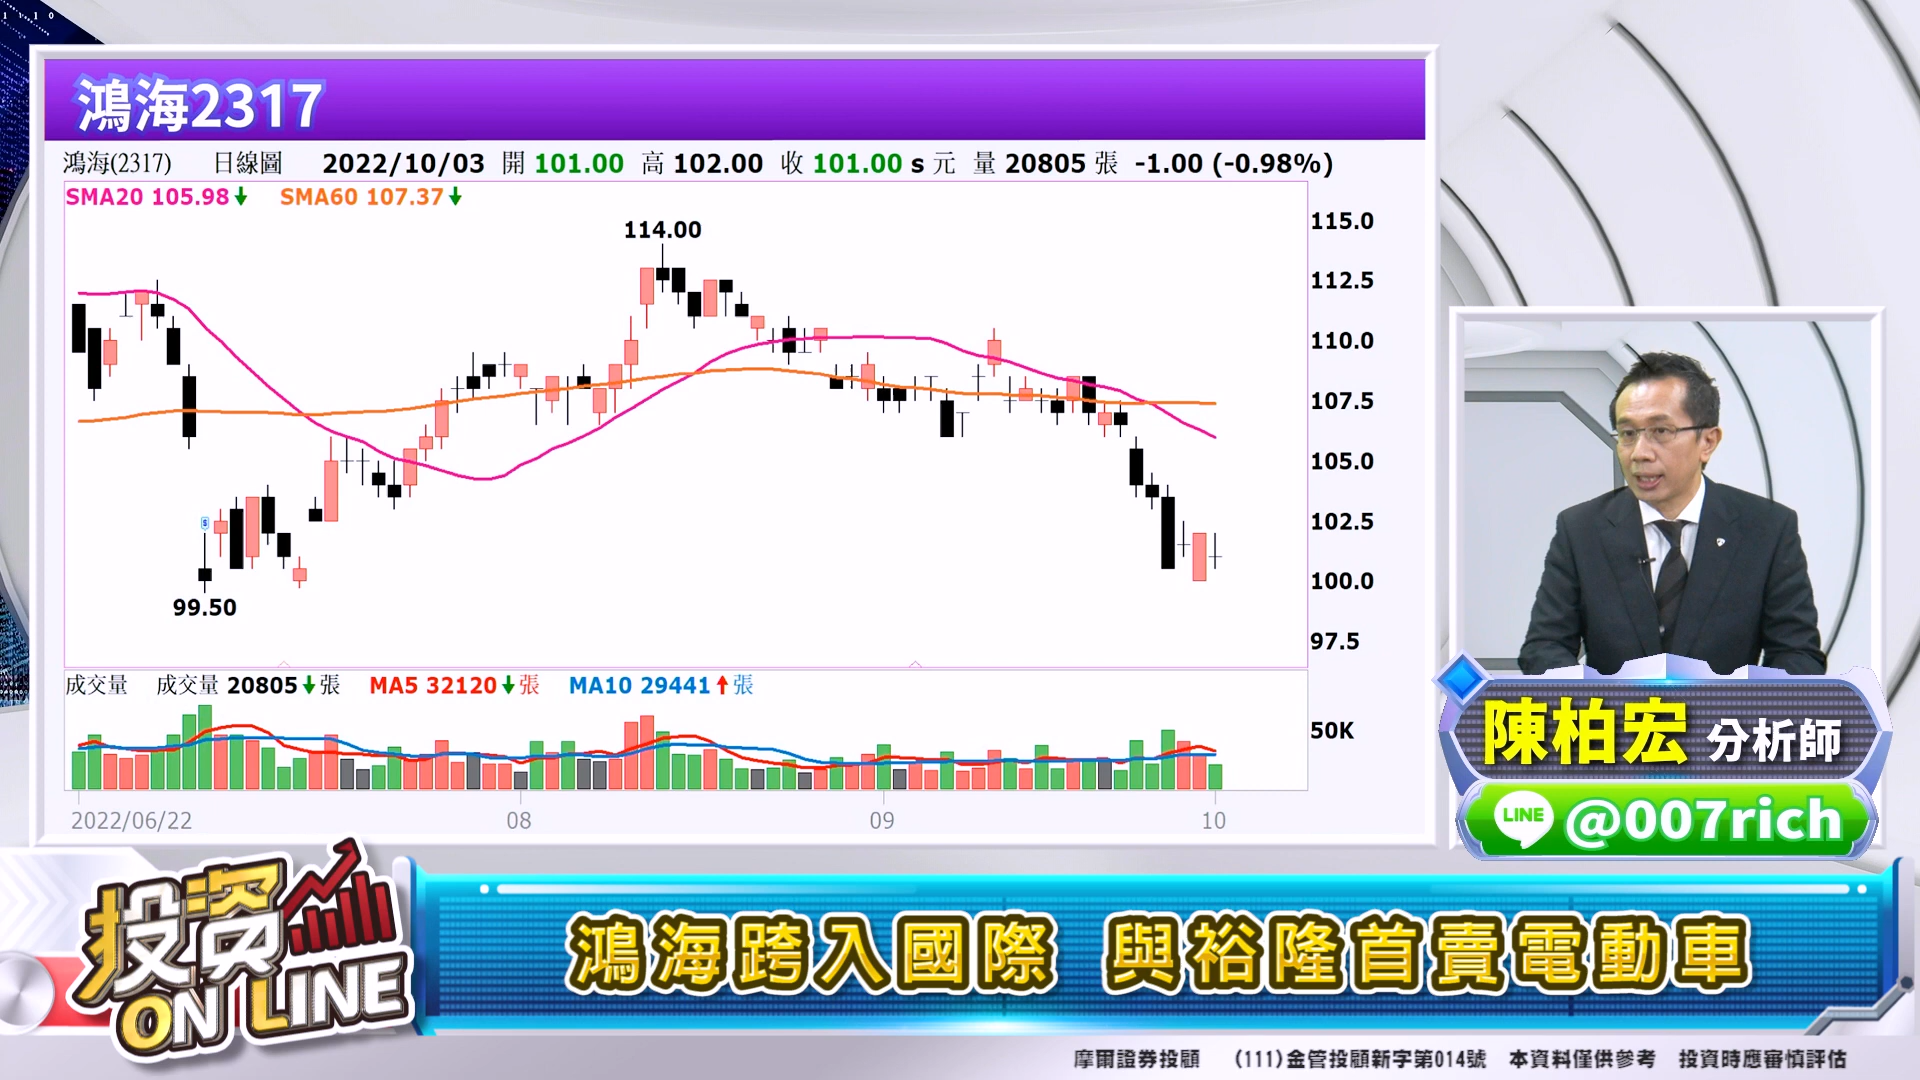 鴻海2317
鴻海(2317) 日線圖 2022/10/03 開 101.00 高 102.00 收 101.00 s 元 量 20805 張 -1.00 (-0.98%)
SMA20 105.98↓ SMA60 107.37↓
114.00
99.50
115.0
112.5
110.0
107.5
105.0
102.5
100.0
97.5
成交量 成交量 20805↓張 MA5 32120↓張 MA10 29441↑張
50K
2022/06/22 08 09 10
陳柏宏 分析師
LINE @007rich
投資
ON LINE
鴻海跨入國際 與裕隆首賣電動車
摩爾證券投顧 (111)金管投顧新字第014號 本資料僅供參考 投資時應審慎評估